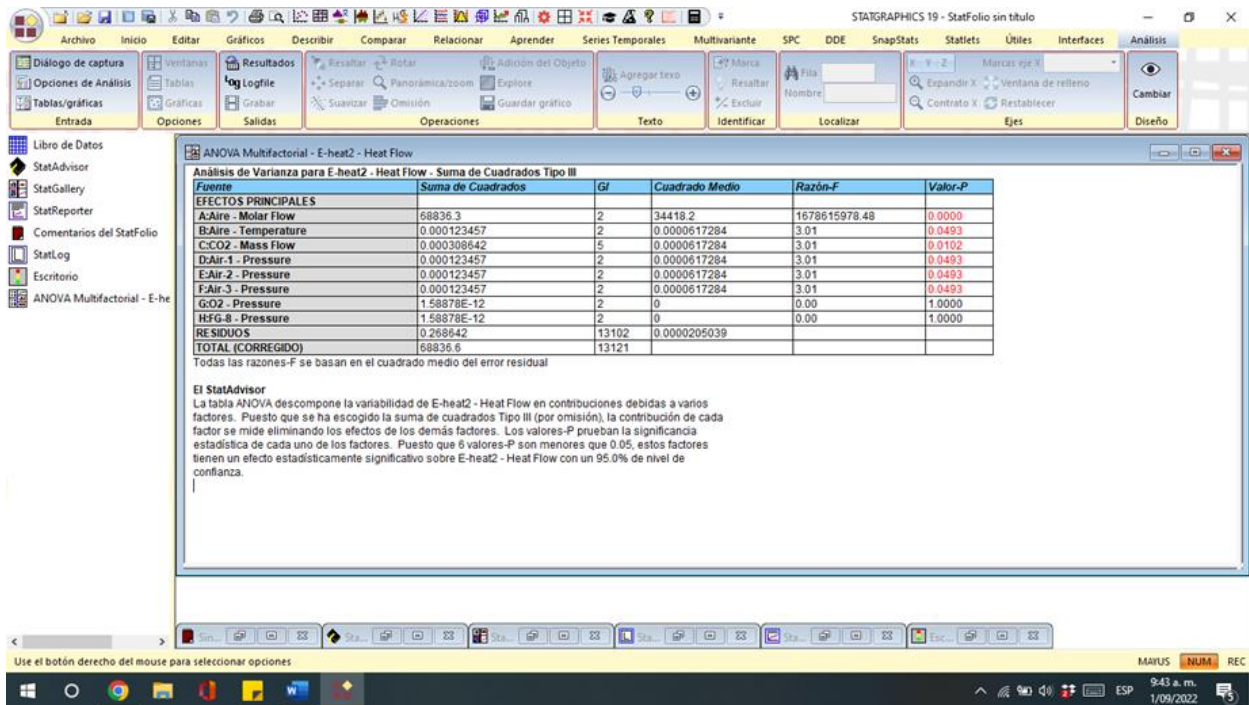 STATGRAPHICS 19 - StatFolio sin título
Archivo Inicio Editar Gráficos Describir Comparar Relacionar Aprender Series Temporales Multivariante SPC DDE SnapStats Statlets Útiles Interfaces Análisis
Diálogo de captura Ventanas Resultados Resaltar Rotar Adición del Objeto Agregar texo Marca Fila X Y Z Marcas eje X
Opciones de Análisis Tablas Logfile Separar Panorámica/zoom Explore Resaltar Nombre Expandir X Ventana de relleno Cambiar
Tablas/gráficas Gráficas Grabar Suavizar Omisión Guardar gráfico Excluir Contrato X Restablecer
Entrada Opciones Salidas Operaciones Texto Identificar Localizar Ejes Diseño
Libro de Datos
StatAdvisor
StatGallery
StatReporter
Comentarios del StatFolio
StatLog
Escritorio
ANOVA Multifactorial - E-he
ANOVA Multifactorial - E-heat2 - Heat Flow
Análisis de Varianza para E-heat2 - Heat Flow - Suma de Cuadrados Tipo III
Fuente Suma de Cuadrados Gl Cuadrado Medio Razón-F Valor-P
EFECTOS PRINCIPALES
A:Aire - Molar Flow 68836.3 2 34418.2 1678615978.48 0.0000
B:Aire - Temperature 0.000123457 2 0.0000617284 3.01 0.0493
C:CO2 - Mass Flow 0.000308642 5 0.0000617284 3.01 0.0102
D:Air-1 - Pressure 0.000123457 2 0.0000617284 3.01 0.0493
E:Air-2 - Pressure 0.000123457 2 0.0000617284 3.01 0.0493
F:Air-3 - Pressure 0.000123457 2 0.0000617284 3.01 0.0493
G:O2 - Pressure 1.58878E-12 2 0 0.00 1.0000
H:FG-8 - Pressure 1.58878E-12 2 0 0.00 1.0000
RESIDUOS 0.268642 13102 0.0000205039
TOTAL (CORREGIDO) 68836.6 13121
Todas las razones-F se basan en el cuadrado medio del error residual
El StatAdvisor
La tabla ANOVA descompone la variabilidad de E-heat2 - Heat Flow en contribuciones debidas a varios
factores. Puesto que se ha escogido la suma de cuadrados Tipo III (por omisión), la contribución de cada
factor se mide eliminando los efectos de los demás factores. Los valores-P prueban la significancia
estadística de cada uno de los factores. Puesto que 6 valores-P son menores que 0.05, estos factores
tienen un efecto estadísticamente significativo sobre E-heat2 - Heat Flow con un 95.0% de nivel de
confianza.
Sin... Sta... Sta... Sta... Sta... Esc...
Use el botón derecho del mouse para seleccionar opciones MAYUS NUM REC
ESP 9:43 a. m.
1/09/2022 5